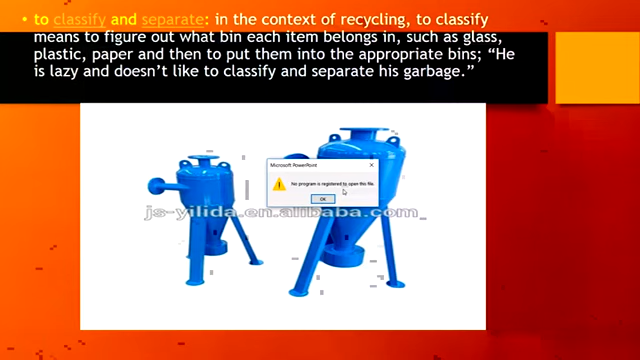 to classify and separate: in the context of recycling, to classify
means to figure out what bin each item belongs in, such as glass,
plastic, paper and then to put them into the appropriate bins; “He
is lazy and doesn’t like to classify and separate his garbage.”
Microsoft PowerPoint
No program is registered to open this file.
OK
js-yilida.en.alibaba.com